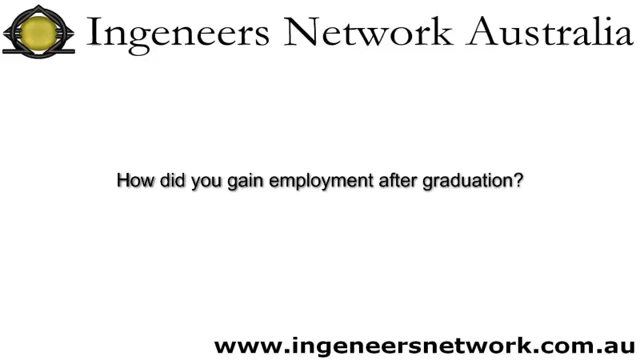 Ingeneers Network Australia
How did you gain employment after graduation?
www.ingeneersnetwork.com.au